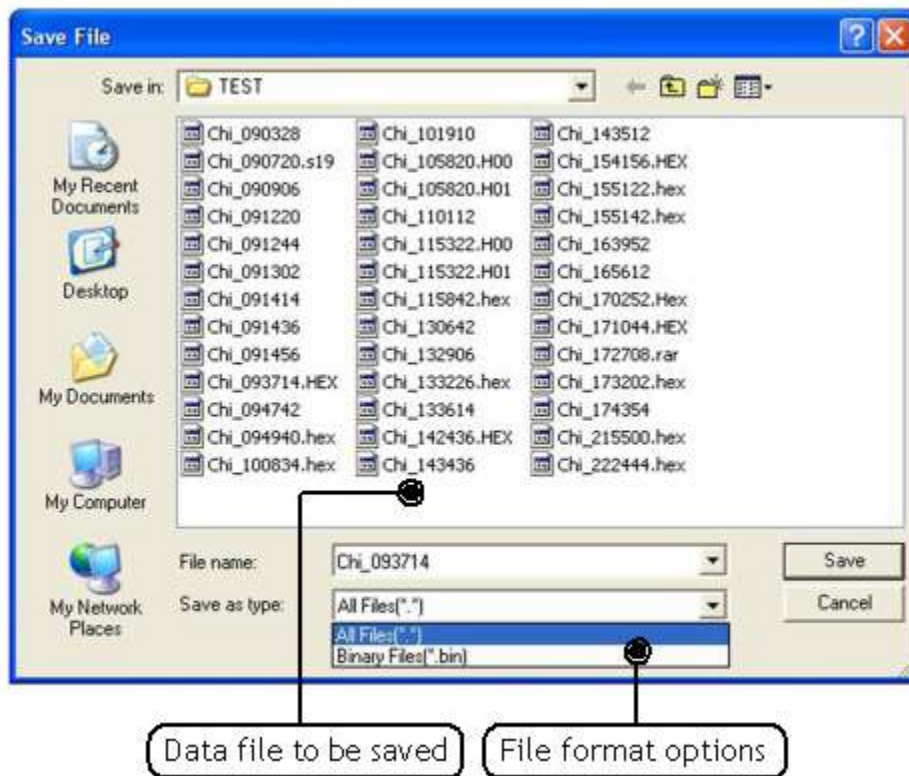 Save File
Save in: TEST
My Recent Documents
Desktop
My Documents
My Computer
My Network Places
Chi_090328
Chi_090720.s19
Chi_090906
Chi_091220
Chi_091244
Chi_091302
Chi_091414
Chi_091436
Chi_091456
Chi_093714.HEX
Chi_094742
Chi_094940.hex
Chi_100834.hex
Chi_101910
Chi_105820.H00
Chi_105820.H01
Chi_110112
Chi_115322.H00
Chi_115322.H01
Chi_115842.hex
Chi_130642
Chi_132906
Chi_133226.hex
Chi_133614
Chi_142436.HEX
Chi_143436
Chi_143512
Chi_154156.HEX
Chi_155122.hex
Chi_155142.hex
Chi_163952
Chi_165612
Chi_170252.Hex
Chi_171044.HEX
Chi_172708.rar
Chi_173202.hex
Chi_174354
Chi_215500.hex
Chi_222444.hex
File name: Chi_093714
Save
Save as type: All Files(*.*)
Cancel
All Files(*.*)
Binary Files(*.bin)
Data file to be saved
File format options